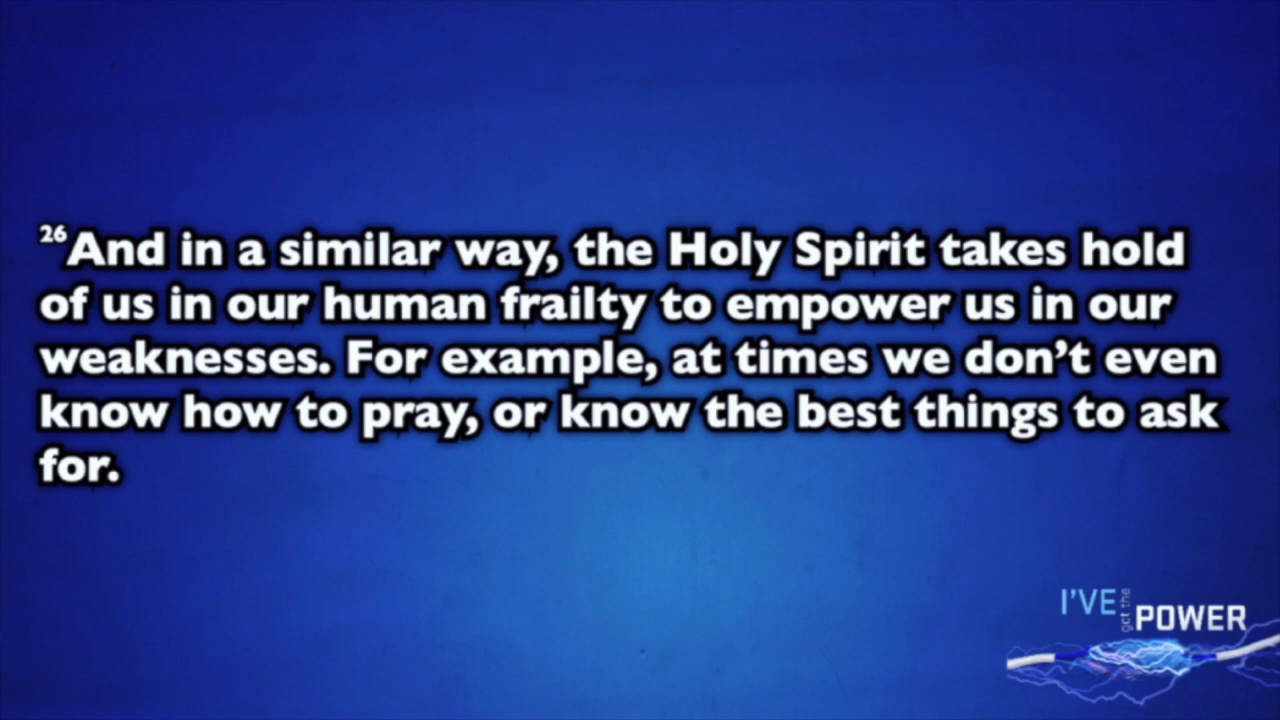 26And in a similar way, the Holy Spirit takes hold
of us in our human frailty to empower us in our
weaknesses. For example, at times we don’t even
know how to pray, or know the best things to ask
for.
I’VE got the POWER